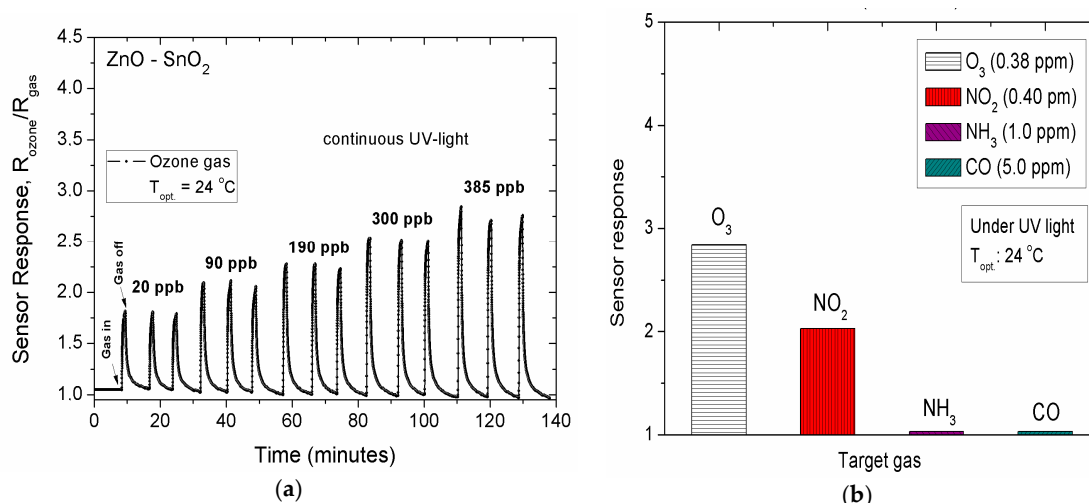 ZnO - SnO₂
Sensor Response, R_ozone/R_gas
4.5
4.0
3.5
3.0
2.5
2.0
1.5
1.0
continuous UV-light
Ozone gas
T_opt. = 24 °C
385 ppb
300 ppb
190 ppb
90 ppb
20 ppb
Gas off
Gas in
0 20 40 60 80 100 120 140
Time (minutes)
(a)
Sensor response
5
4
3
2
1
O₃ (0.38 ppm)
NO₂ (0.40 pm)
NH₃ (1.0 ppm)
CO (5.0 ppm)
Under UV light
T_opt.: 24 °C
O₃
NO₂
NH₃
CO
Target gas
(b)